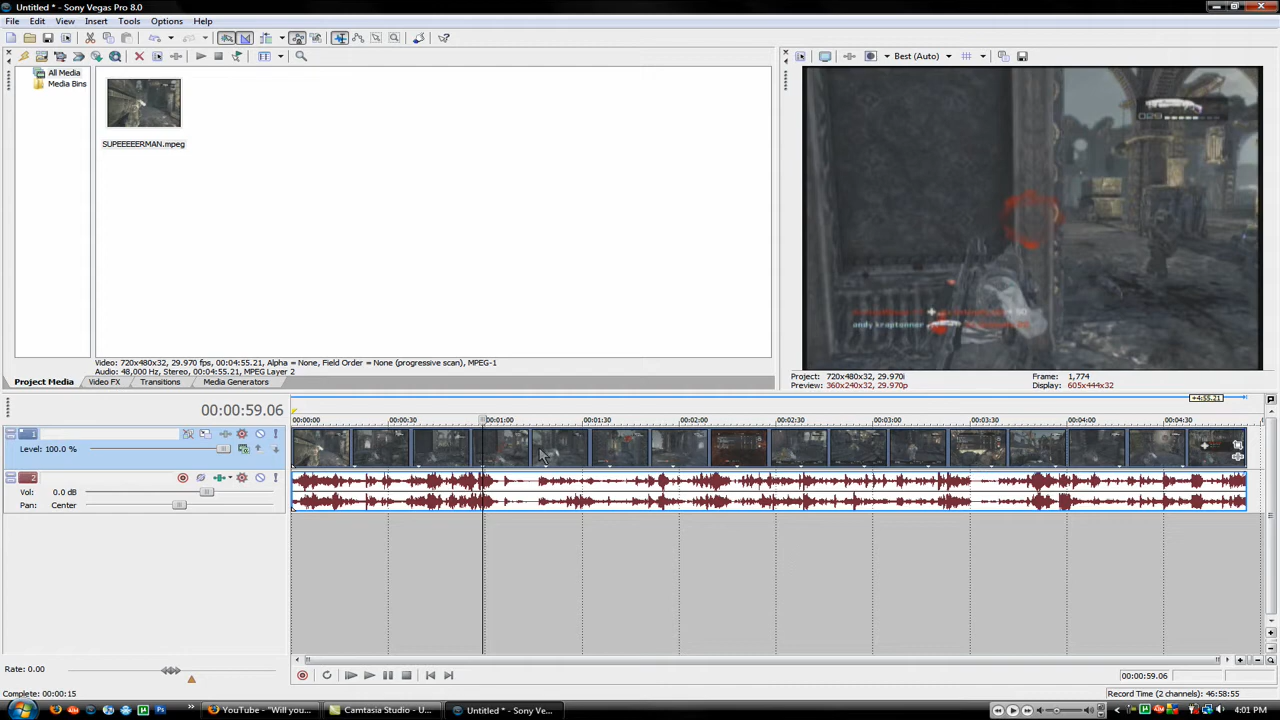 Untitled * - Sony Vegas Pro 8.0
File Edit View Insert Tools Options Help
All Media
Media Bins
Best (Auto)
SUPEEEEERMAN.mpeg
Video: 720x480x32, 29.970 fps, 00:04:55.21, Alpha = None, Field Order = None (progressive scan), MPEG-1
Audio: 48,000 Hz, Stereo, 00:04:55.21, MPEG Layer 2
Project Media Video FX Transitions Media Generators
Project: 720x480x32, 29.970i Frame: 1,774
Preview: 360x240x32, 29.970p Display: 605x444x32
00:00:59.06
+4:55.21
00:00:00 00:00:30 00:01:00 00:01:30 00:02:00 00:02:30 00:03:00 00:03:30 00:04:00 00:04:30
1
Level: 100.0 %
2
Vol: 0.0 dB
Pan: Center
Rate: 0.00
00:00:59.06
Complete: 00:00:15
Record Time (2 channels): 46:58:55
YouTube - "Will you... Camtasia Studio - U... Untitled * - Sony Ve... 4:01 PM